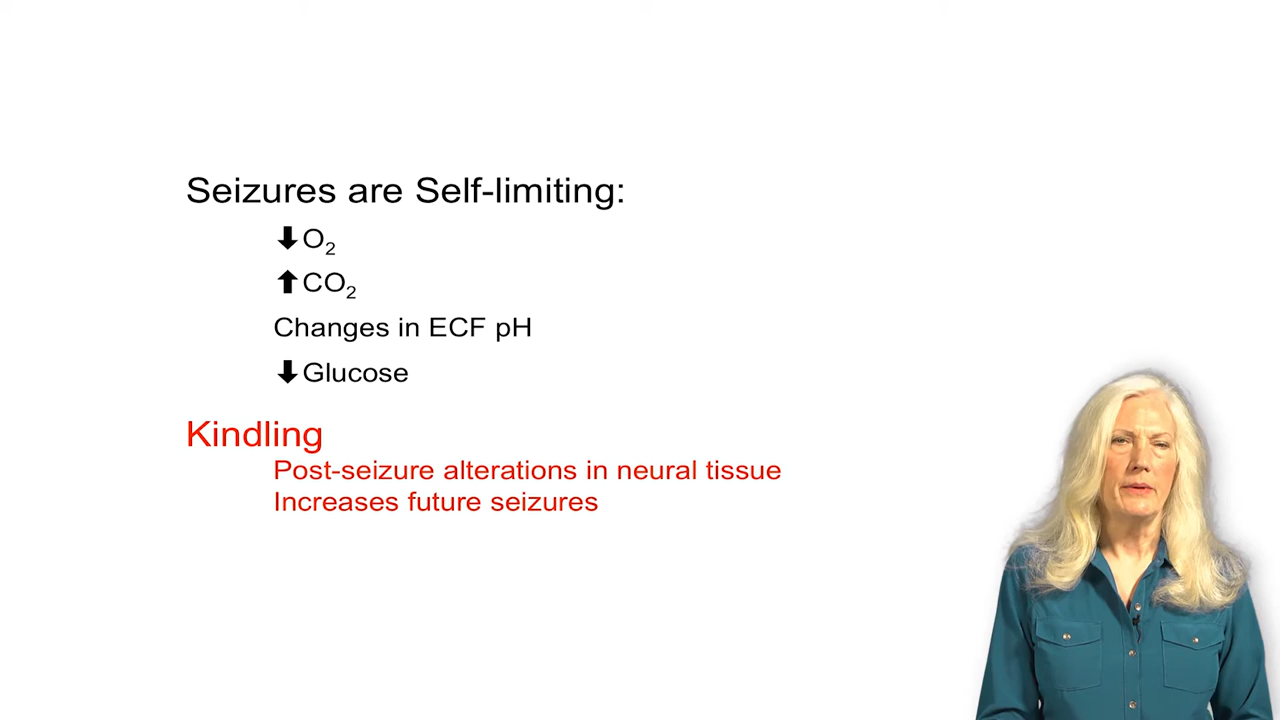 Seizures are Self-limiting:
⬇O₂
⬆CO₂
Changes in ECF pH
⬇Glucose
Kindling
Post-seizure alterations in neural tissue
Increases future seizures